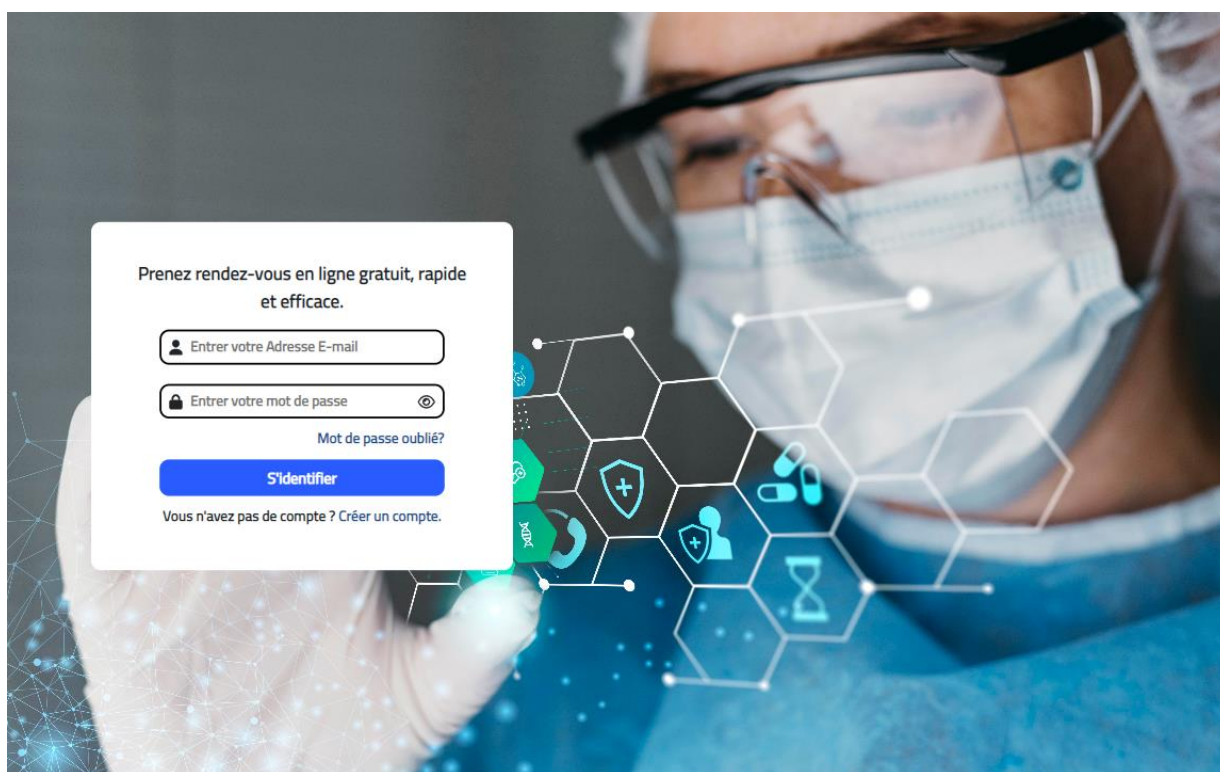 Prenez rendez-vous en ligne gratuit, rapide
et efficace.
Entrer votre Adresse E-mail
Entrer votre mot de passe
Mot de passe oublié?
S'identifier
Vous n'avez pas de compte ? Créer un compte.